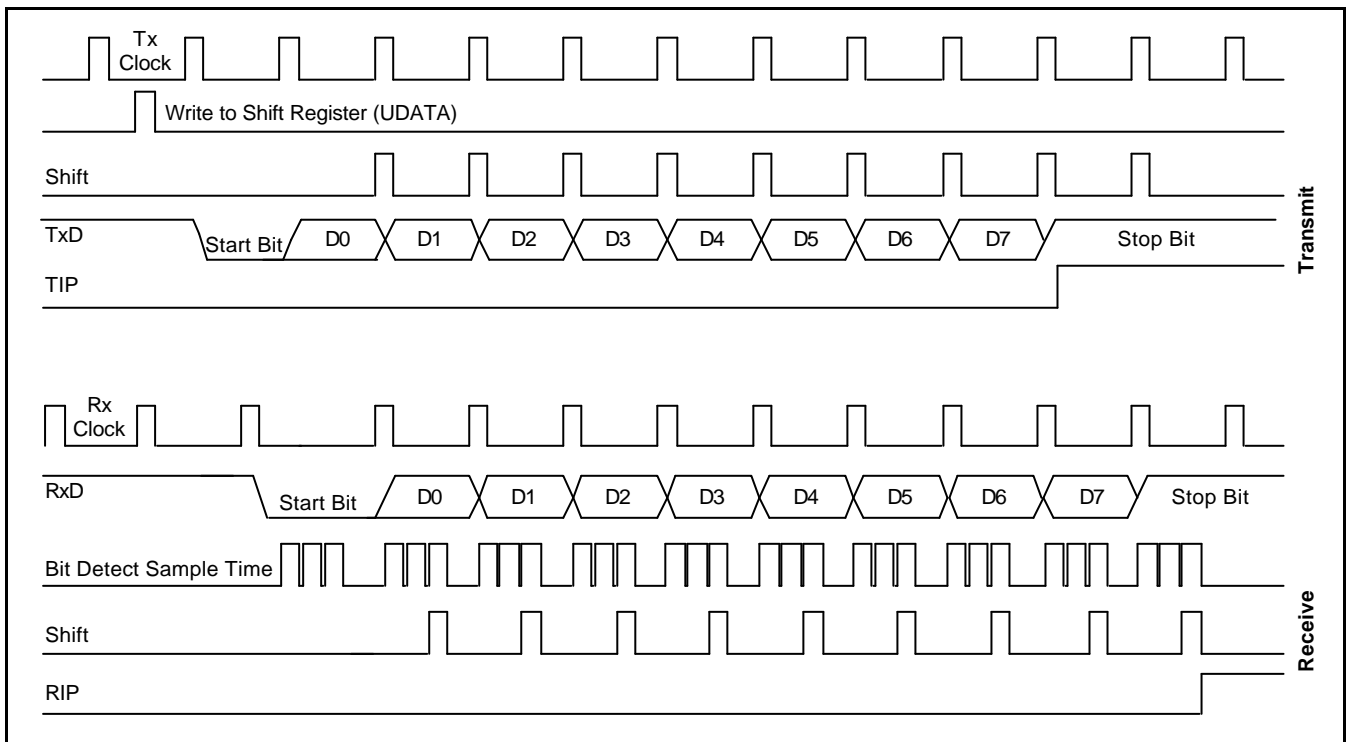 Tx
Clock
Write to Shift Register (UDATA)
Shift
TxD
Start Bit
D0
D1
D2
D3
D4
D5
D6
D7
Stop Bit
TIP
Transmit
Rx
Clock
RxD
Start Bit
D0
D1
D2
D3
D4
D5
D6
D7
Stop Bit
Bit Detect Sample Time
Shift
RIP
Receive